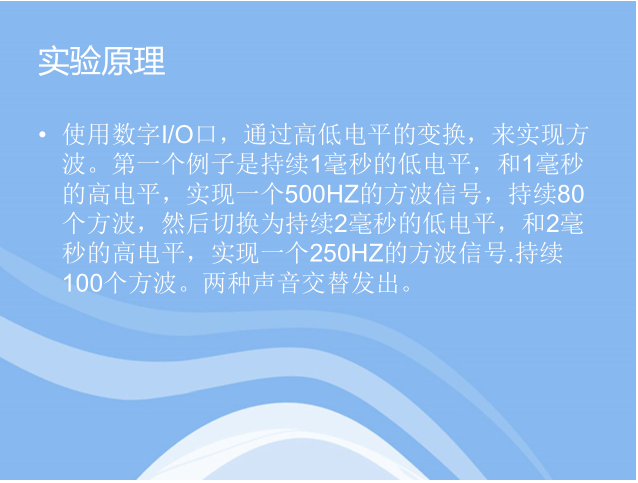 实验原理
• 使用数字I/O口，通过高低电平的变换，来实现方
波。第一个例子是持续1毫秒的低电平，和1毫秒
的高电平，实现一个500HZ的方波信号，持续80
个方波，然后切换为持续2毫秒的低电平，和2毫
秒的高电平，实现一个250HZ的方波信号.持续
100个方波。两种声音交替发出。